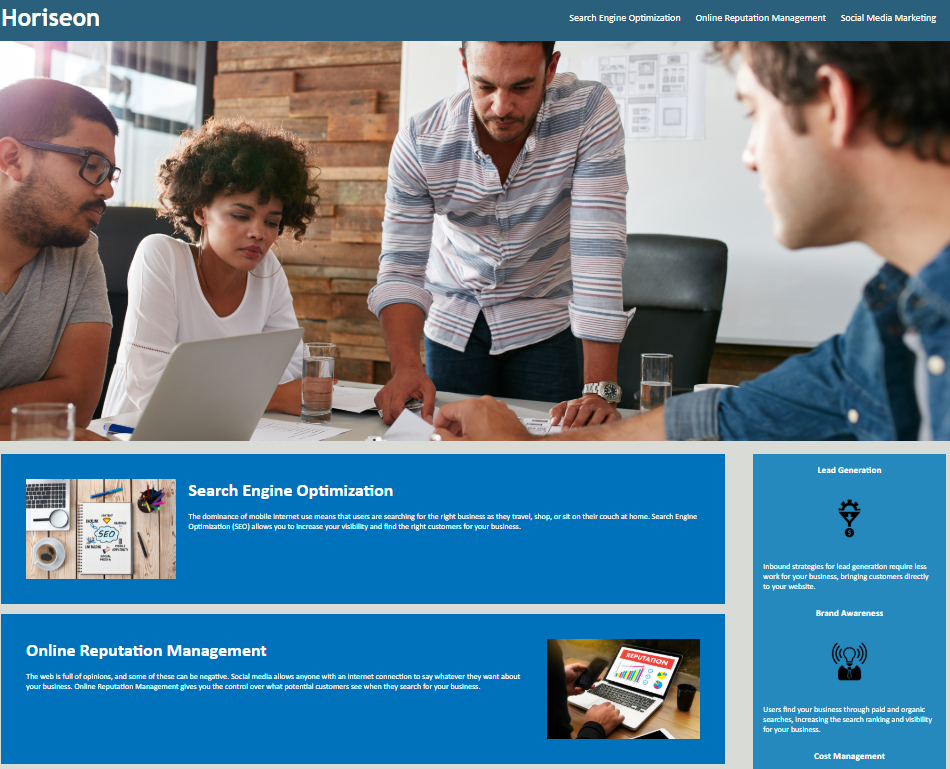 Horiseon
Search Engine Optimization Online Reputation Management Social Media Marketing
Search Engine Optimization
The dominance of mobile internet use means that users are searching for the right business as they travel, shop, or sit on their couch at home. Search Engine
Optimization (SEO) allows you to increase your visibility and find the right customers for your business.
SEO
Online Reputation Management
The web is full of opinions, and some of these can be negative. Social media allows anyone with an internet connection to say whatever they want about
your business. Online Reputation Management gives you the control over what potential customers see when they search for your business.
REPUTATION
Lead Generation
Inbound strategies for lead generation require less
work for your business, bringing customers directly
to your website.
Brand Awareness
Users find your business through paid and organic
searches, increasing the search ranking and visibility
for your business.
Cost Management